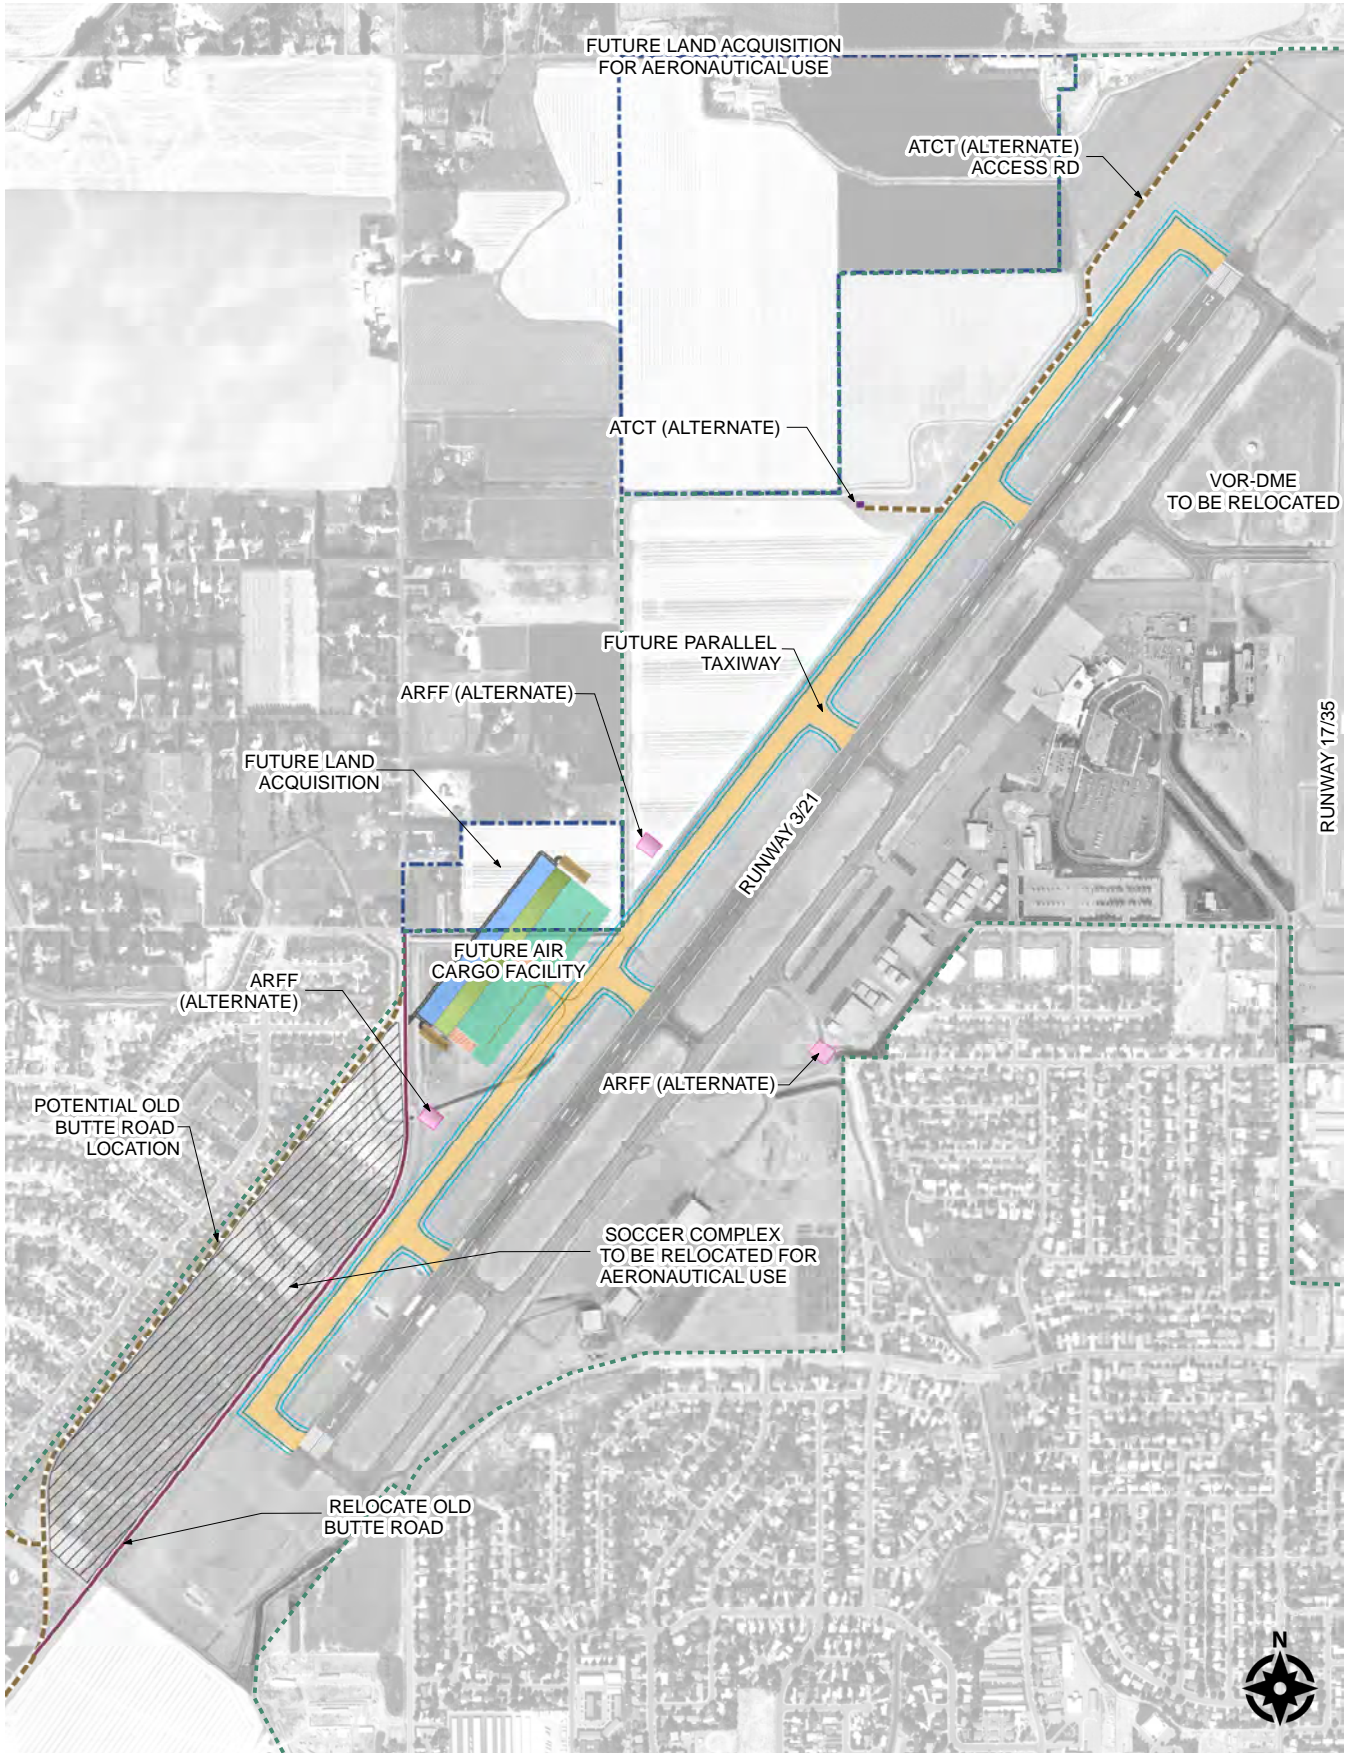 FUTURE LAND ACQUISITION
FOR AERONAUTICAL USE
ATCT (ALTERNATE)
ACCESS RD
21
ATCT (ALTERNATE)
VOR-DME
TO BE RELOCATED
FUTURE PARALLEL
TAXIWAY
ARFF (ALTERNATE)
RUNWAY 17/35
FUTURE LAND
ACQUISITION
RUNWAY 3/21
FUTURE AIR
CARGO FACILITY
ARFF
(ALTERNATE)
ARFF (ALTERNATE)
POTENTIAL OLD
BUTTE ROAD
LOCATION
SOCCER COMPLEX
TO BE RELOCATED FOR
AERONAUTICAL USE
RELOCATE OLD
BUTTE ROAD
N